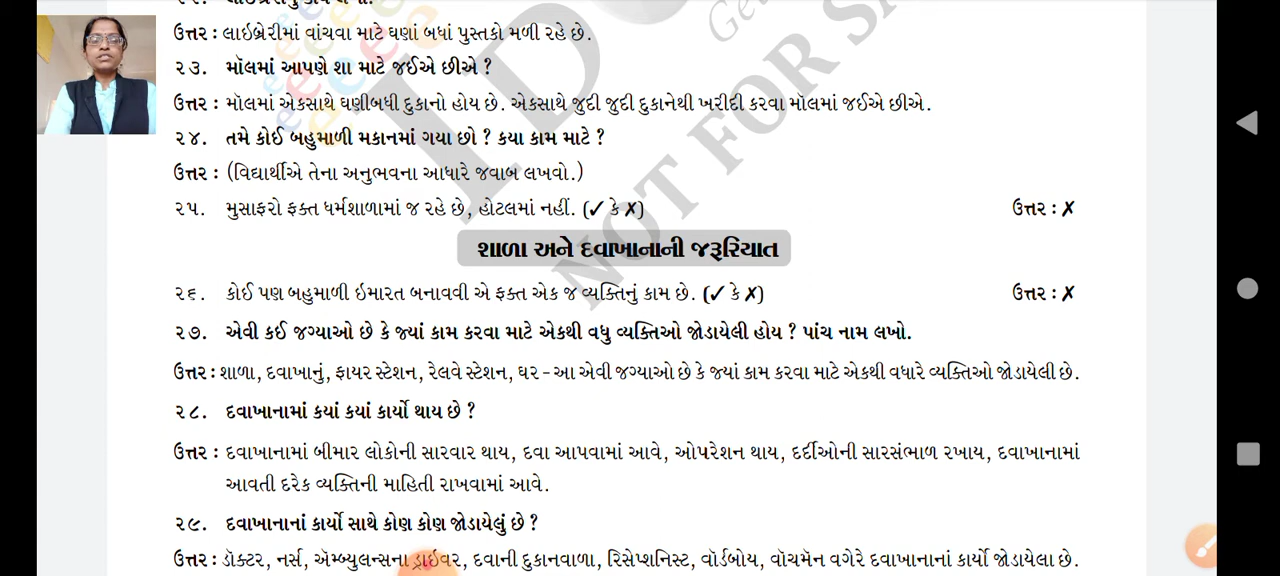 ઉત્તર : લાઇબ્રેરીમાં વાંચવા માટે ઘણાં બધાં પુસ્તકો મળી રહે છે.
૨૩. મૉલમાં આપણે શા માટે જઈએ છીએ ?
ઉત્તર : મૉલમાં એકસાથે ઘણીબધી દુકાનો હોય છે. એકસાથે જુદી જુદી દુકાનેથી ખરીદી કરવા મૉલમાં જઈએ છીએ.
૨૪. તમે કોઈ બહુમાળી મકાનમાં ગયા છો ? કયા કામ માટે ?
ઉત્તર : (વિદ્યાર્થીએ તેના અનુભવના આધારે જવાબ લખવો.)
૨૫. મુસાફરો ફક્ત ધર્મશાળામાં જ રહે છે, હોટલમાં નહીં. (✓ કે ✗) ઉત્તર : ✗
શાળા અને દવાખાનાની જરૂરિયાત
૨૬. કોઈ પણ બહુમાળી ઇમારત બનાવવી એ ફક્ત એક જ વ્યક્તિનું કામ છે. (✓ કે ✗) ઉત્તર : ✗
૨૭. એવી કઈ જગ્યાઓ છે કે જ્યાં કામ કરવા માટે એકથી વધુ વ્યક્તિઓ જોડાયેલી હોય ? પાંચ નામ લખો.
ઉત્તર : શાળા, દવાખાનું, ફાયર સ્ટેશન, રેલવે સ્ટેશન, ઘર – આ એવી જગ્યાઓ છે કે જ્યાં કામ કરવા માટે એકથી વધારે વ્યક્તિઓ જોડાયેલી છે.
૨૮. દવાખાનામાં કયાં કયાં કાર્યો થાય છે ?
ઉત્તર : દવાખાનામાં બીમાર લોકોની સારવાર થાય, દવા આપવામાં આવે, ઓપરેશન થાય, દર્દીઓની સારસંભાળ રખાય, દવાખાનામાં
આવતી દરેક વ્યક્તિની માહિતી રાખવામાં આવે.
૨૯. દવાખાનાનાં કાર્યો સાથે કોણ કોણ જોડાયેલું છે ?
ઉત્તર : ડૉક્ટર, નર્સ, ઍમ્બ્યુલન્સના ડ્રાઇવર, દવાની દુકાનવાળા, રિસેપ્શનિસ્ટ, વૉર્ડબોય, વૉચમૅન વગેરે દવાખાનાનાં કાર્યો જોડાયેલા છે.
NOT FOR